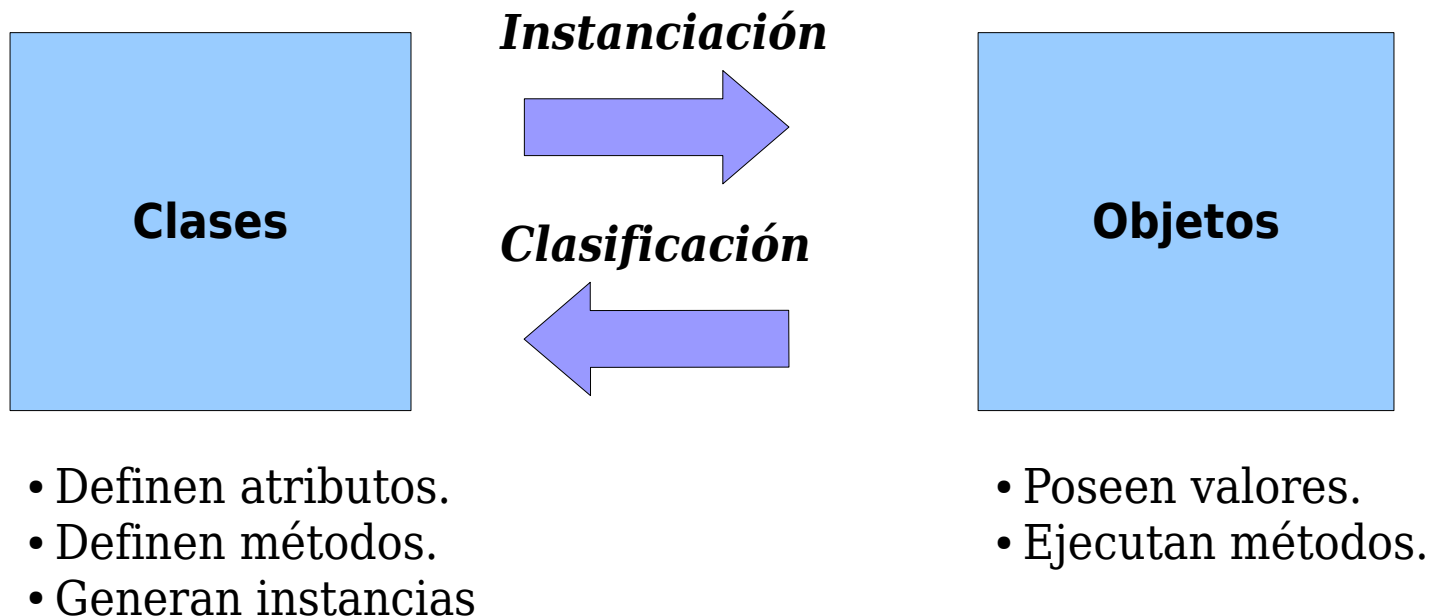 Instanciación
Clases
Clasificación
Objetos
• Definen atributos.
• Definen métodos.
• Generan instancias
• Poseen valores.
• Ejecutan métodos.